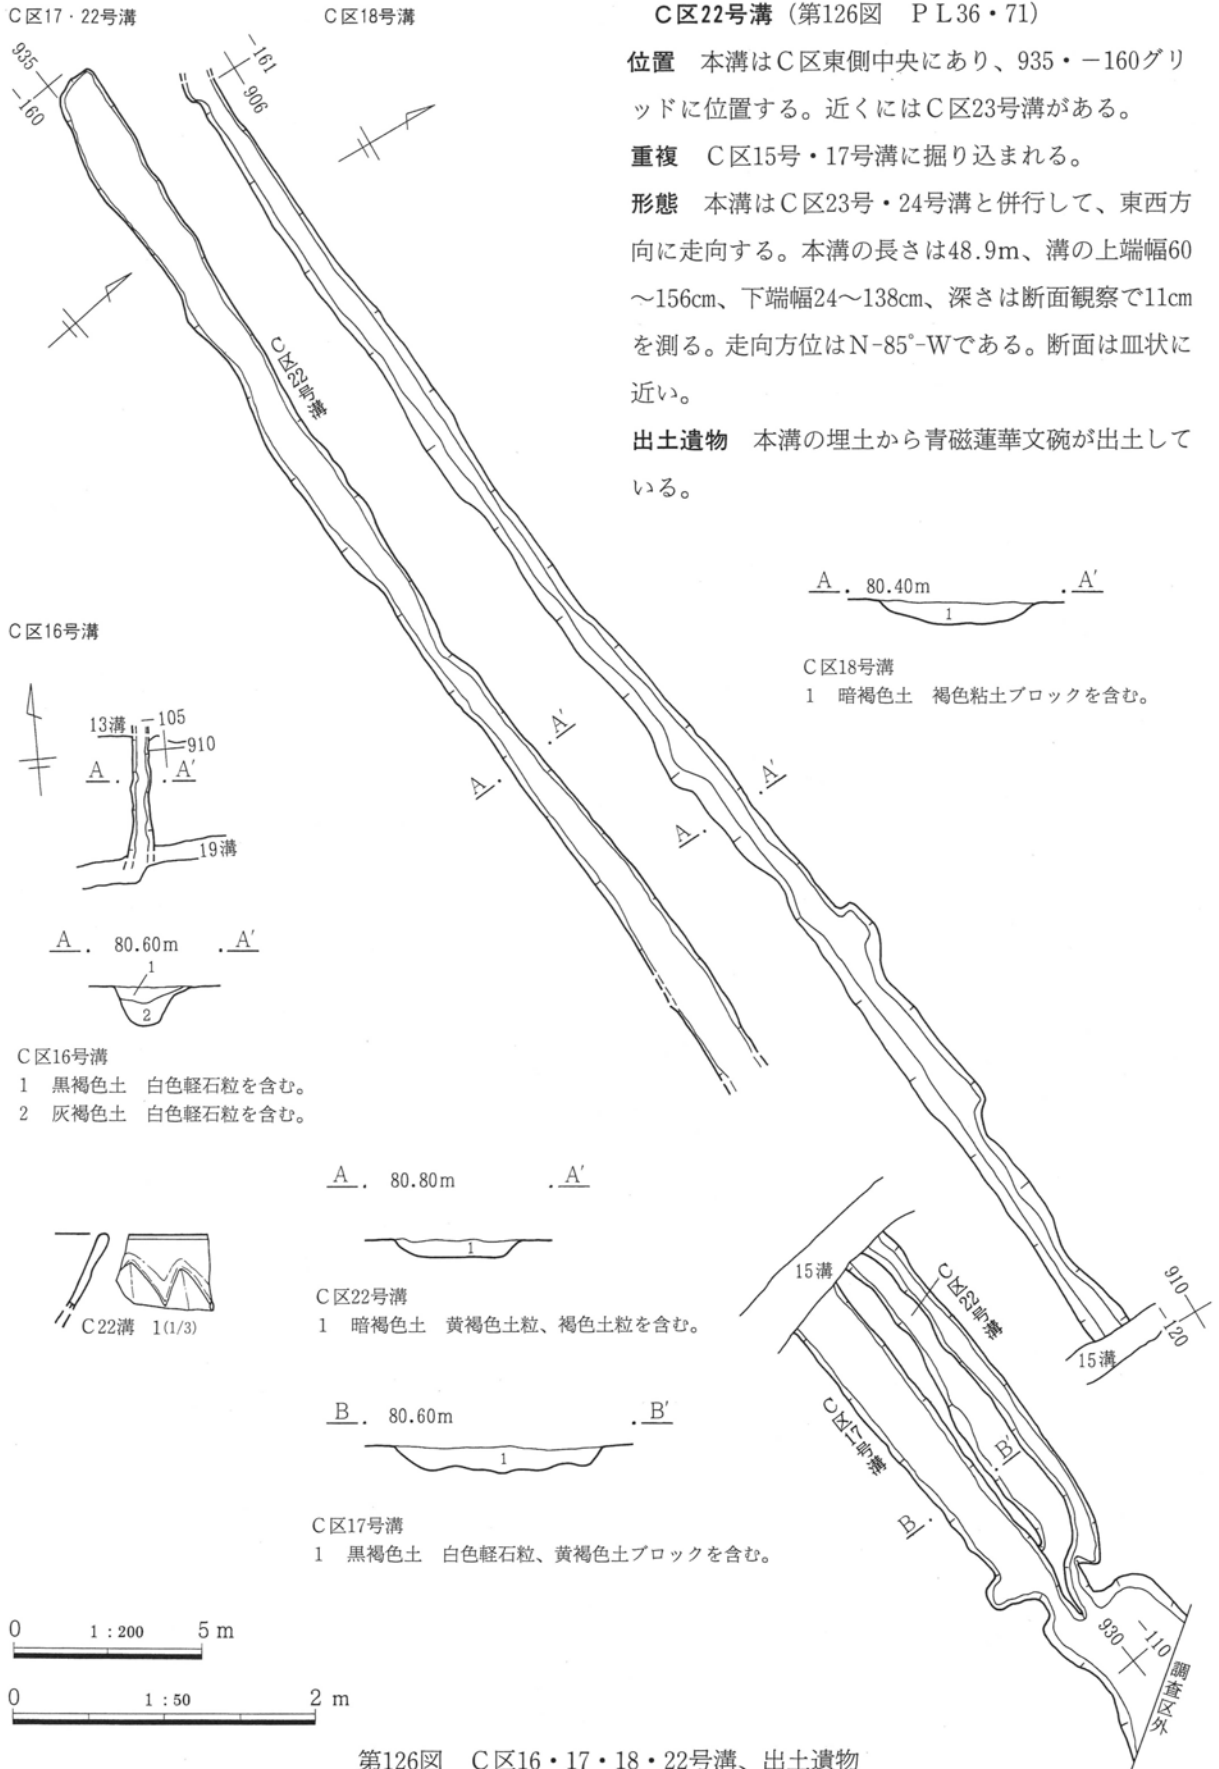 C区17・22号溝
C区18号溝
C区22号溝（第126図　ＰＬ36・71）
位置　本溝はＣ区東側中央にあり、935・－160グリ
ッドに位置する。近くにはＣ区23号溝がある。
重複　Ｃ区15号・17号溝に掘り込まれる。
形態　本溝はＣ区23号・24号溝と併行して、東西方
向に走向する。本溝の長さは48.9m、溝の上端幅60
～156cm、下端幅24～138cm、深さは断面観察で11cm
を測る。走向方位はＮ-85°-Ｗである。断面は皿状に
近い。
出土遺物　本溝の埋土から青磁蓮華文碗が出土して
いる。
935
－160
－161
906
C区22号溝
A
A′
A
A′
A . 80.40m . A′
1
C区18号溝
1　暗褐色土　褐色粘土ブロックを含む。
C区16号溝
13溝
－105
910
A . . A′
19溝
A . 80.60m . A′
1
2
C区16号溝
1　黒褐色土　白色軽石粒を含む。
2　灰褐色土　白色軽石粒を含む。
C22溝　1(1/3)
A . 80.80m . A′
1
C区22号溝
1　暗褐色土　黄褐色土粒、褐色土粒を含む。
B . 80.60m . B′
1
C区17号溝
1　黒褐色土　白色軽石粒、黄褐色土ブロックを含む。
15溝
C区22号溝
C区17号溝
B
B′
910
－120
15溝
930
－110
調査区外
0　1：200　5 m
0　1：50　2 m
第126図　Ｃ区16・17・18・22号溝、出土遺物